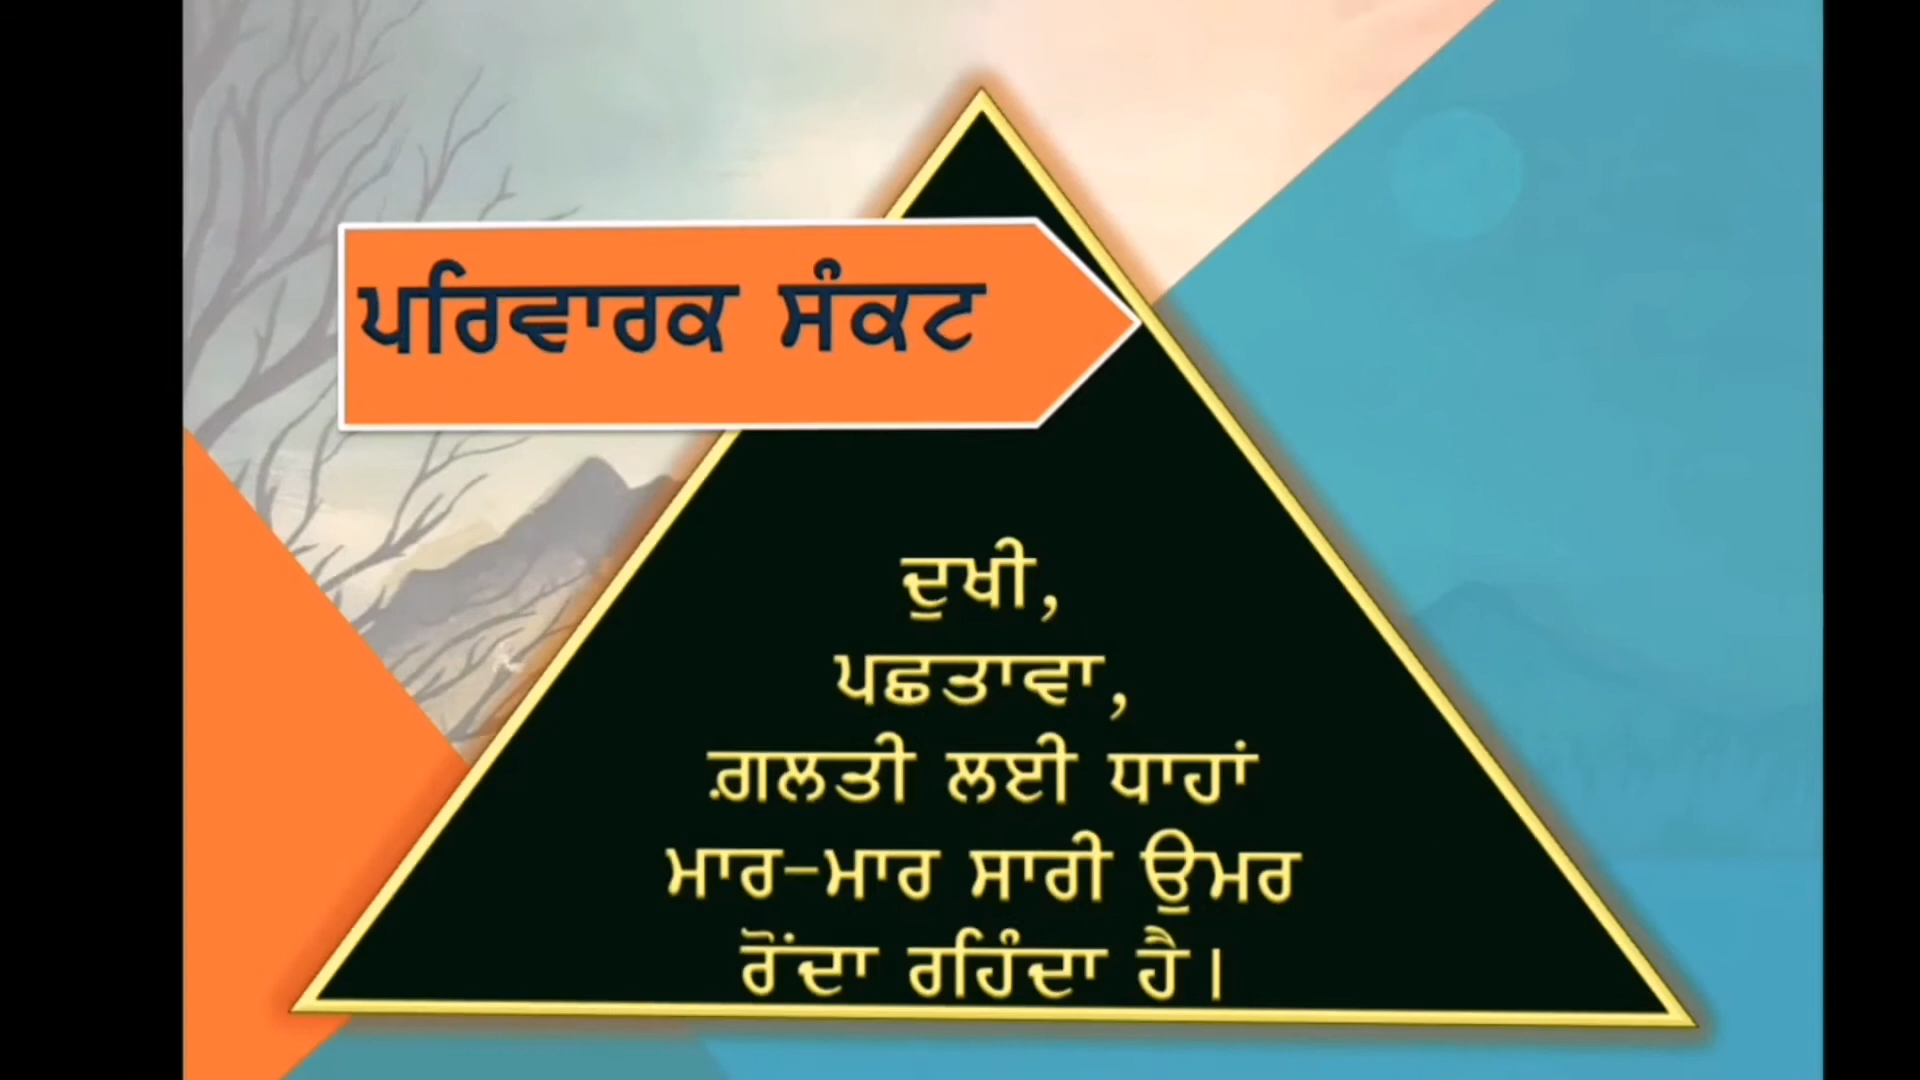 ਪਰਿਵਾਰਕ ਸੰਕਟ
ਦੁਖੀ,
ਪਛਤਾਵਾ,
ਗ਼ਲਤੀ ਲਈ ਧਾਹਾਂ
ਮਾਰ-ਮਾਰ ਸਾਰੀ ਉਮਰ
ਰੋਂਦਾ ਰਹਿੰਦਾ ਹੈ।